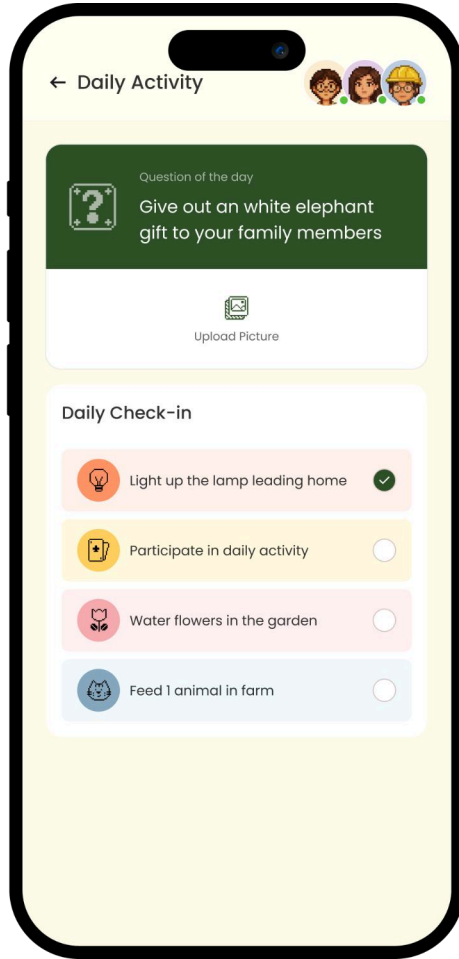 Daily Activity
Question of the day
Give out an white elephant
gift to your family members
Upload Picture
Daily Check-in
Light up the lamp leading home
Participate in daily activity
Water flowers in the garden
Feed 1 animal in farm